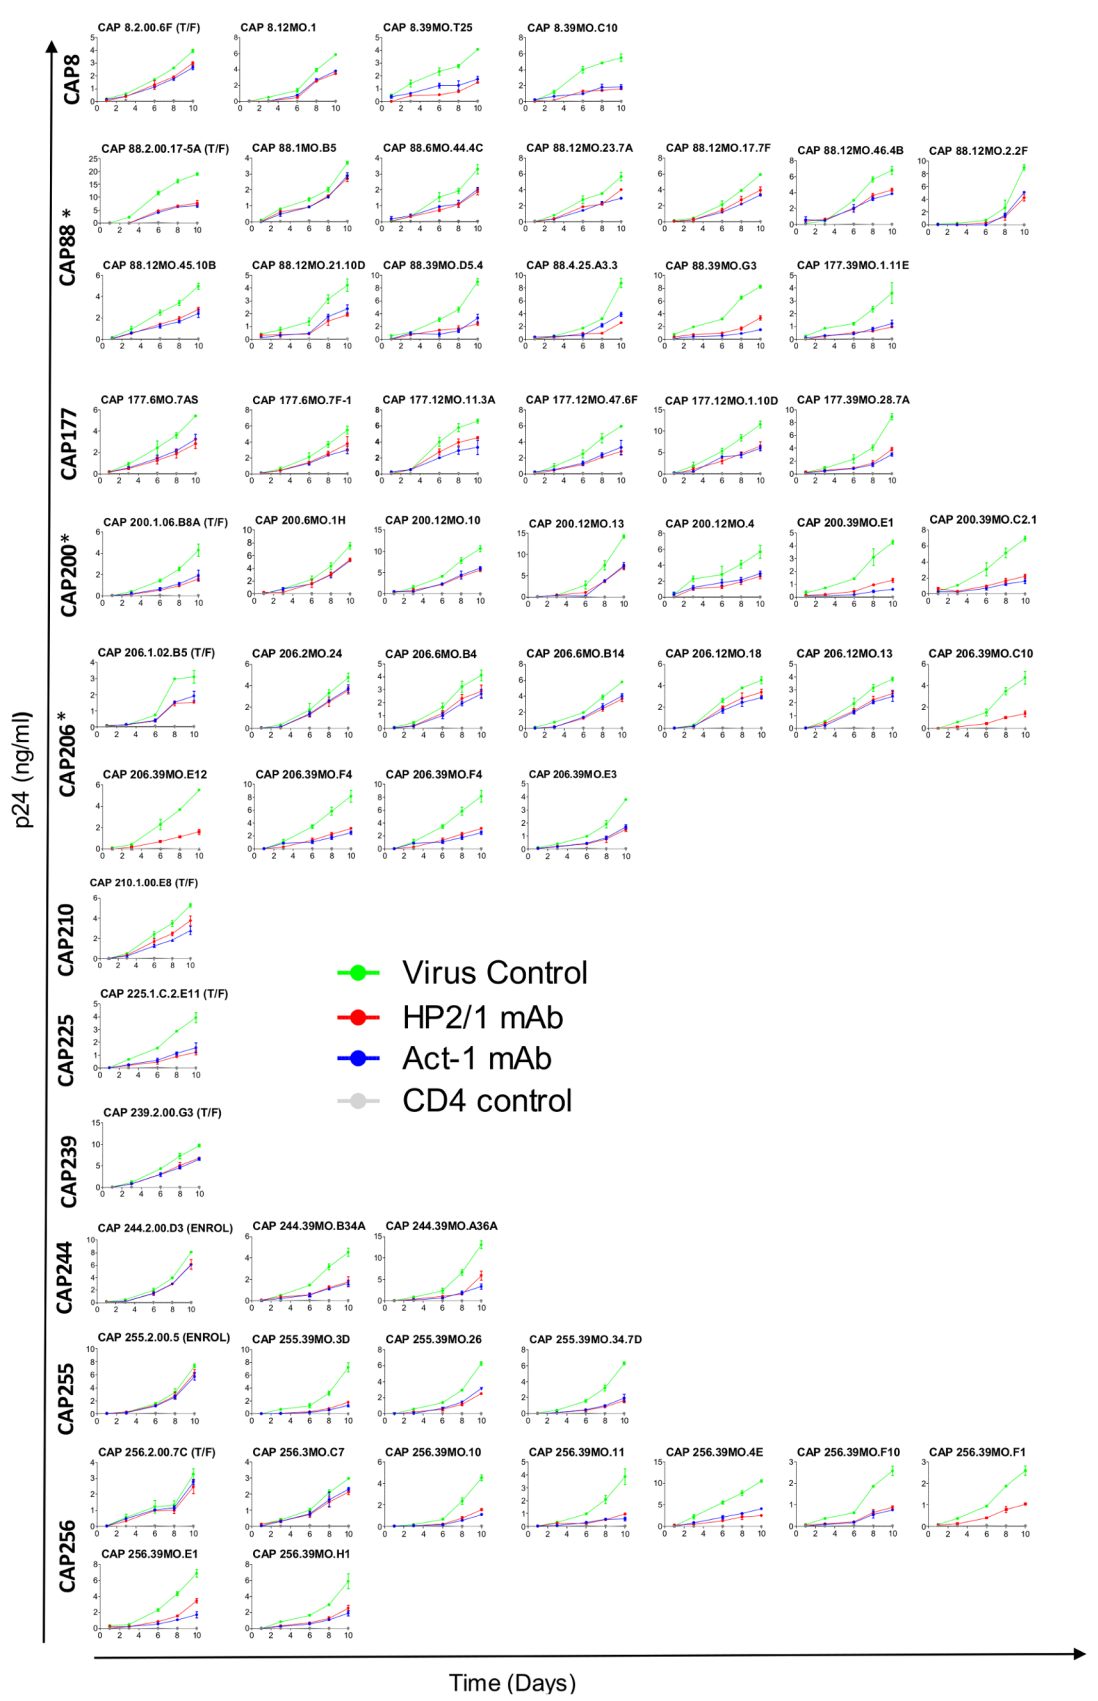 CAP 8.2.00.6F (T/F) CAP 8.12MO.1 CAP 8.39MO.T25 CAP 8.39MO.C10
CAP8
CAP 88.2.00.17-5A (T/F) CAP 88.1MO.B5 CAP 88.6MO.44.4C CAP 88.12MO.23.7A CAP 88.12MO.17.7F CAP 88.12MO.46.4B CAP 88.12MO.2.2F
CAP88 *
CAP 88.12MO.45.10B CAP 88.12MO.21.10D CAP 88.39MO.D5.4 CAP 88.4.25.A3.3 CAP 88.39MO.G3 CAP 177.39MO.1.11E
CAP 177.6MO.7AS CAP 177.6MO.7F-1 CAP 177.12MO.11.3A CAP 177.12MO.47.6F CAP 177.12MO.1.10D CAP 177.39MO.28.7A
CAP177
CAP 200.1.06.B8A (T/F) CAP 200.6MO.1H CAP 200.12MO.10 CAP 200.12MO.13 CAP 200.12MO.4 CAP 200.39MO.E1 CAP 200.39MO.C2.1
CAP200*
CAP 206.1.02.B5 (T/F) CAP 206.2MO.24 CAP 206.6MO.B4 CAP 206.6MO.B14 CAP 206.12MO.18 CAP 206.12MO.13 CAP 206.39MO.C10
CAP206 *
CAP 206.39MO.E12 CAP 206.39MO.F4 CAP 206.39MO.F4 CAP 206.39MO.E3
p24 (ng/ml)
CAP 210.1.00.E8 (T/F)
CAP210
Virus Control
HP2/1 mAb
Act-1 mAb
CD4 control
CAP 225.1.C.2.E11 (T/F)
CAP225
CAP 239.2.00.G3 (T/F)
CAP239
CAP 244.2.00.D3 (ENROL) CAP 244.39MO.B34A CAP 244.39MO.A36A
CAP244
CAP 255.2.00.5 (ENROL) CAP 255.39MO.3D CAP 255.39MO.26 CAP 255.39MO.34.7D
CAP255
CAP 256.2.00.7C (T/F) CAP 256.3MO.C7 CAP 256.39MO.10 CAP 256.39MO.11 CAP 256.39MO.4E CAP 256.39MO.F10 CAP 256.39MO.F1
CAP256
CAP 256.39MO.E1 CAP 256.39MO.H1
Time (Days)